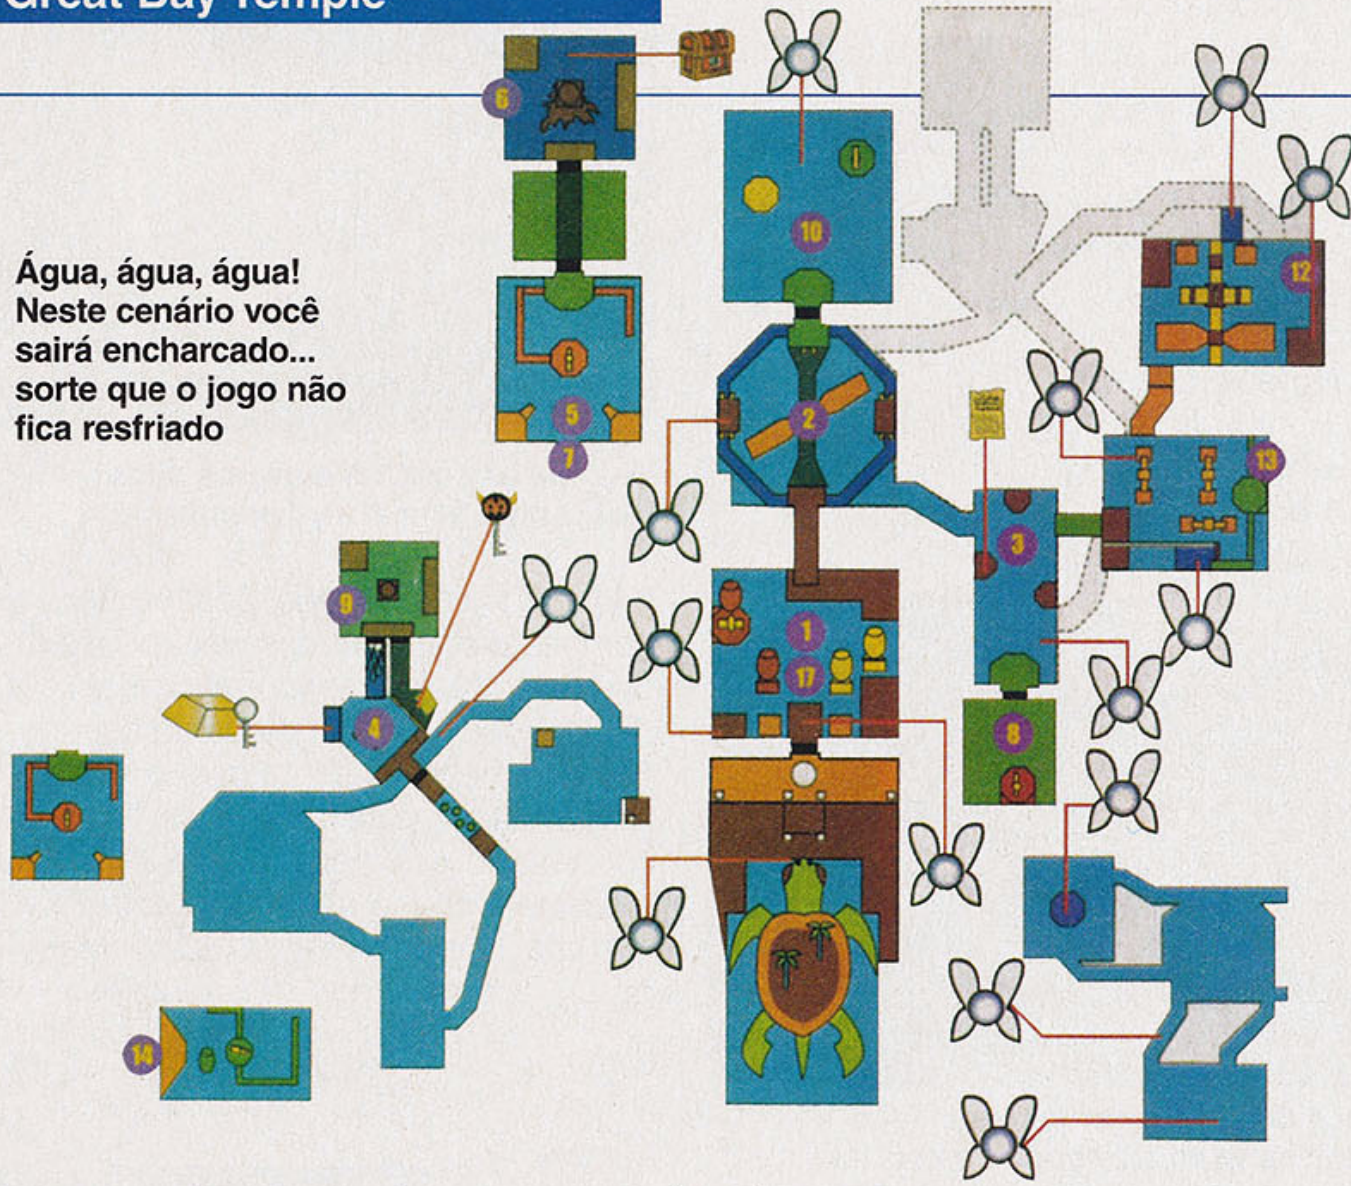 Great Bay Temple
6
10
12
Água, água, água!
Neste cenário você
sairá encharcado...
sorte que o jogo não
fica resfriado
5
7
2
13
3
9
1
17
4
8
14